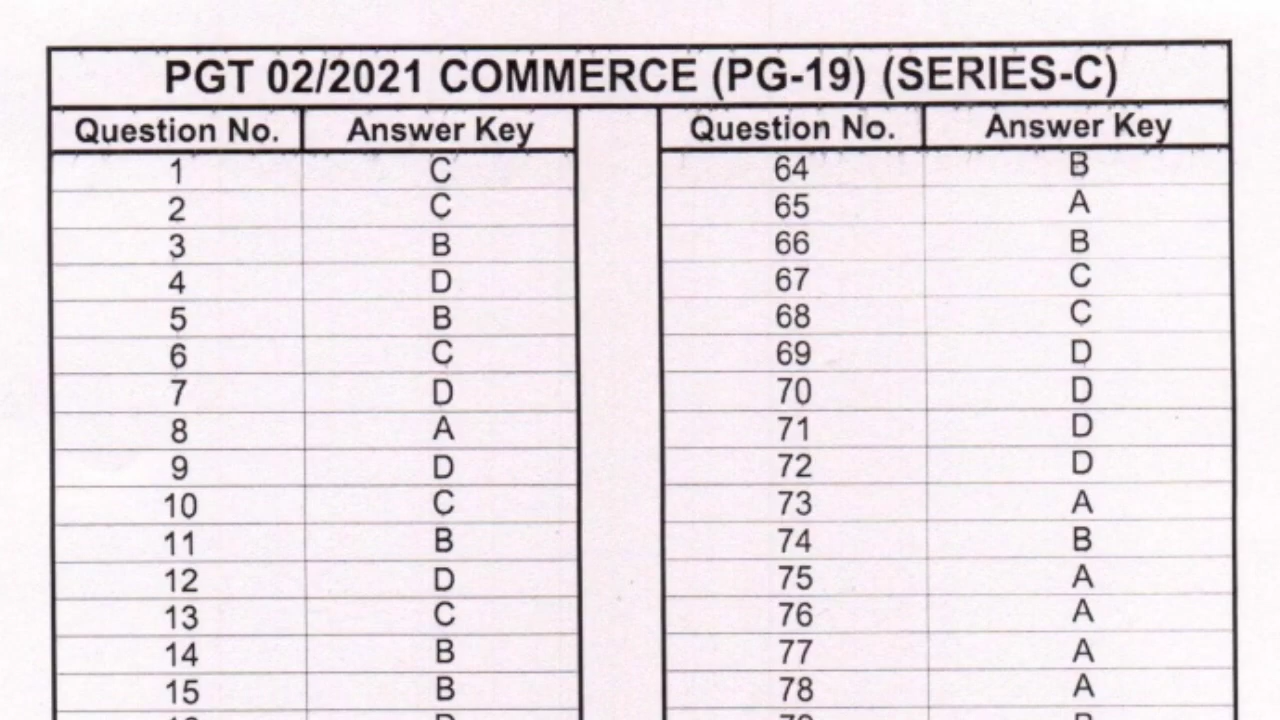 PGT 02/2021 COMMERCE (PG-19) (SERIES-C)
Question No. Answer Key Question No. Answer Key
1 C 64 B
2 C 65 A
3 B 66 B
4 D 67 C
5 B 68 C
6 C 69 D
7 D 70 D
8 A 71 D
9 D 72 D
10 C 73 A
11 B 74 B
12 D 75 A
13 C 76 A
14 B 77 A
15 B 78 A